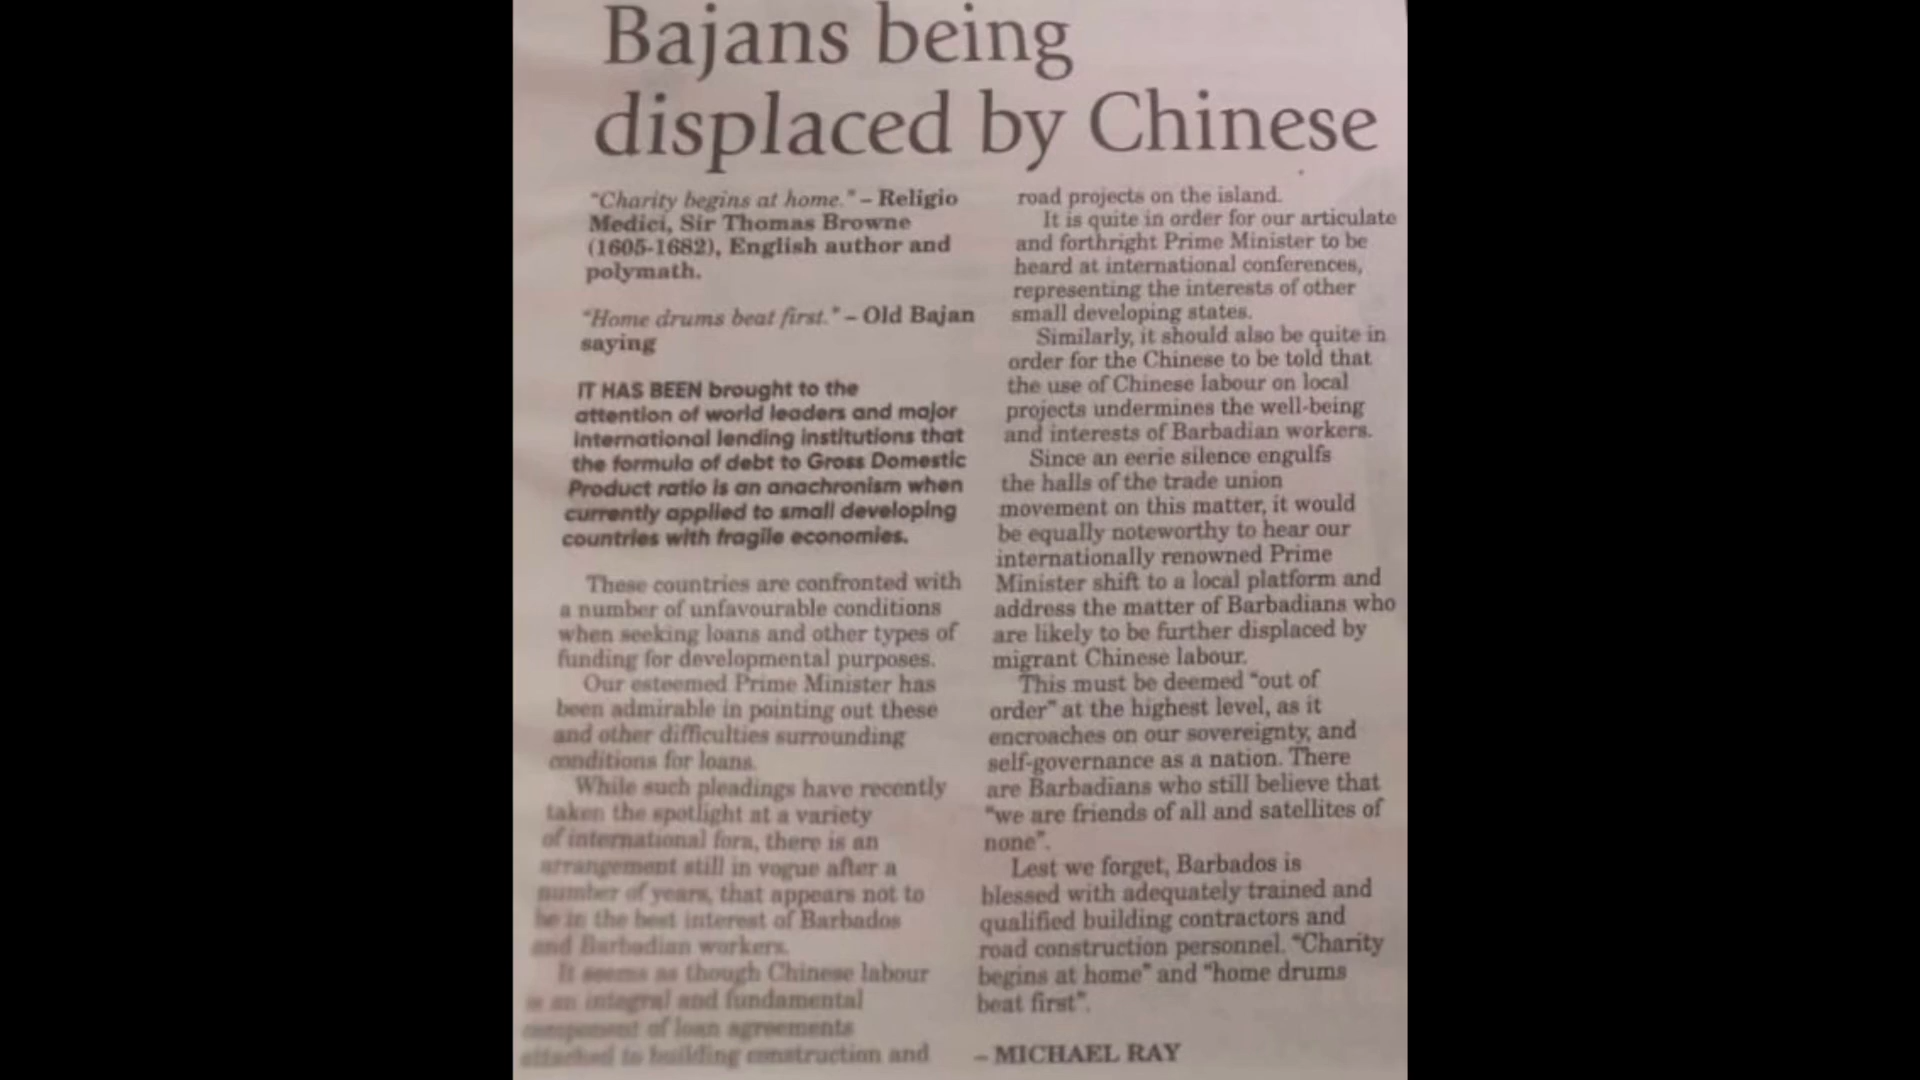 Bajans being
displaced by Chinese
"Charity begins at home." – Religio
Medici, Sir Thomas Browne
(1605-1682), English author and
polymath.
"Home drums beat first." – Old Bajan
saying
IT HAS BEEN brought to the
attention of world leaders and major
international lending institutions that
the formula of debt to Gross Domestic
Product ratio is an anachronism when
currently applied to small developing
countries with fragile economies.
These countries are confronted with
a number of unfavourable conditions
when seeking loans and other types of
funding for developmental purposes.
Our esteemed Prime Minister has
been admirable in pointing out these
and other difficulties surrounding
conditions for loans.
While such pleadings have recently
taken the spotlight at a variety
of international fora, there is an
arrangement still in vogue after a
number of years, that appears not to
be in the best interest of Barbados
and Barbadian workers.
It seems as though Chinese labour
is an integral and fundamental
component of loan agreements
attached to building construction and
road projects on the island.
It is quite in order for our articulate
and forthright Prime Minister to be
heard at international conferences,
representing the interests of other
small developing states.
Similarly, it should also be quite in
order for the Chinese to be told that
the use of Chinese labour on local
projects undermines the well-being
and interests of Barbadian workers.
Since an eerie silence engulfs
the halls of the trade union
movement on this matter, it would
be equally noteworthy to hear our
internationally renowned Prime
Minister shift to a local platform and
address the matter of Barbadians who
are likely to be further displaced by
migrant Chinese labour.
This must be deemed "out of
order" at the highest level, as it
encroaches on our sovereignty, and
self-governance as a nation. There
are Barbadians who still believe that
"we are friends of all and satellites of
none".
Lest we forget, Barbados is
blessed with adequately trained and
qualified building contractors and
road construction personnel. "Charity
begins at home" and "home drums
beat first".
– MICHAEL RAY